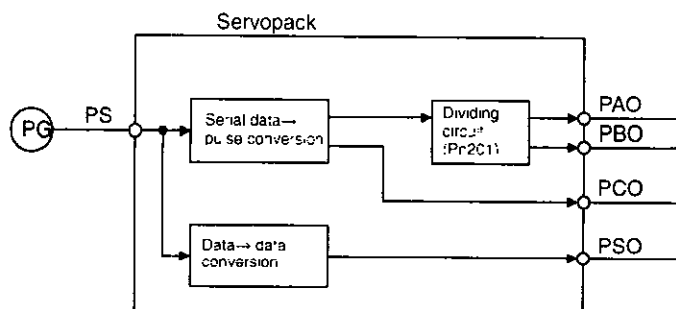 Servopack
PG
PS
Serial data→
pulse conversion
Dividing
circuit
(Pn201)
PAO
PBO
PCO
Data→ data
conversion
PSO